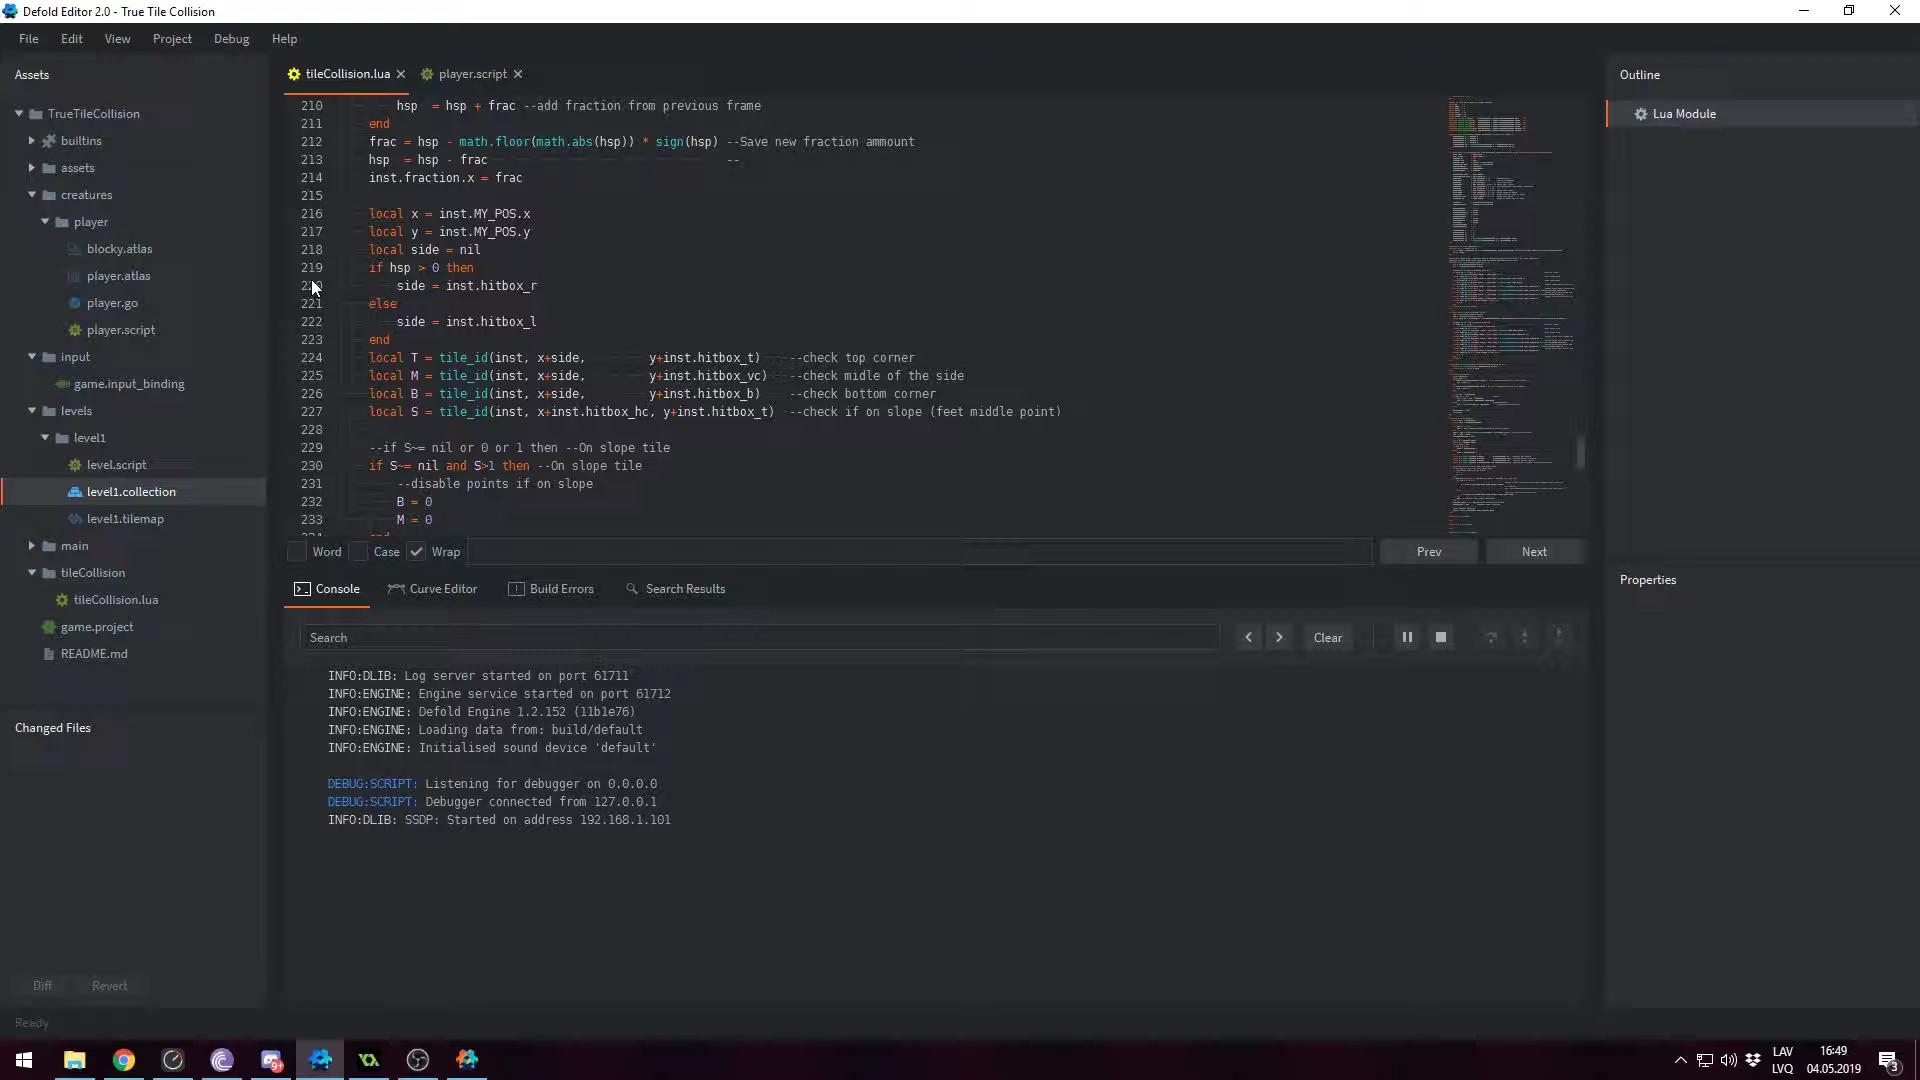 Defold Editor 2.0 - True Tile Collision
File Edit View Project Debug Help
Assets
TrueTileCollision
builtins
assets
creatures
player
blocky.atlas
player.atlas
player.go
player.script
input
game.input_binding
levels
level1
level.script
level1.collection
level1.tilemap
main
tileCollision
tileCollision.lua
game.project
README.md
Changed Files
Diff Revert
Ready
tileCollision.lua player.script
210 hsp = hsp + frac --add fraction from previous frame
211 end
212 frac = hsp - math.floor(math.abs(hsp)) * sign(hsp) --Save new fraction ammount
213 hsp = hsp - frac --
214 inst.fraction.x = frac
215
216 local x = inst.MY_POS.x
217 local y = inst.MY_POS.y
218 local side = nil
219 if hsp > 0 then
220 side = inst.hitbox_r
221 else
222 side = inst.hitbox_l
223 end
224 local T = tile_id(inst, x+side, y+inst.hitbox_t) --check top corner
225 local M = tile_id(inst, x+side, y+inst.hitbox_vc) --check midle of the side
226 local B = tile_id(inst, x+side, y+inst.hitbox_b) --check bottom corner
227 local S = tile_id(inst, x+inst.hitbox_hc, y+inst.hitbox_t) --check if on slope (feet middle point)
228
229 --if S~= nil or 0 or 1 then --On slope tile
230 if S~= nil and S>1 then --On slope tile
231 --disable points if on slope
232 B = 0
233 M = 0
Word Case Wrap Prev Next
Console Curve Editor Build Errors Search Results
Search Clear
INFO:DLIB: Log server started on port 61711
INFO:ENGINE: Engine service started on port 61712
INFO:ENGINE: Defold Engine 1.2.152 (11b1e76)
INFO:ENGINE: Loading data from: build/default
INFO:ENGINE: Initialised sound device 'default'
DEBUG:SCRIPT: Listening for debugger on 0.0.0.0
DEBUG:SCRIPT: Debugger connected from 127.0.0.1
INFO:DLIB: SSDP: Started on address 192.168.1.101
Outline
Lua Module
Properties
9+
LAV
LVQ
16:49
04.05.2019
3